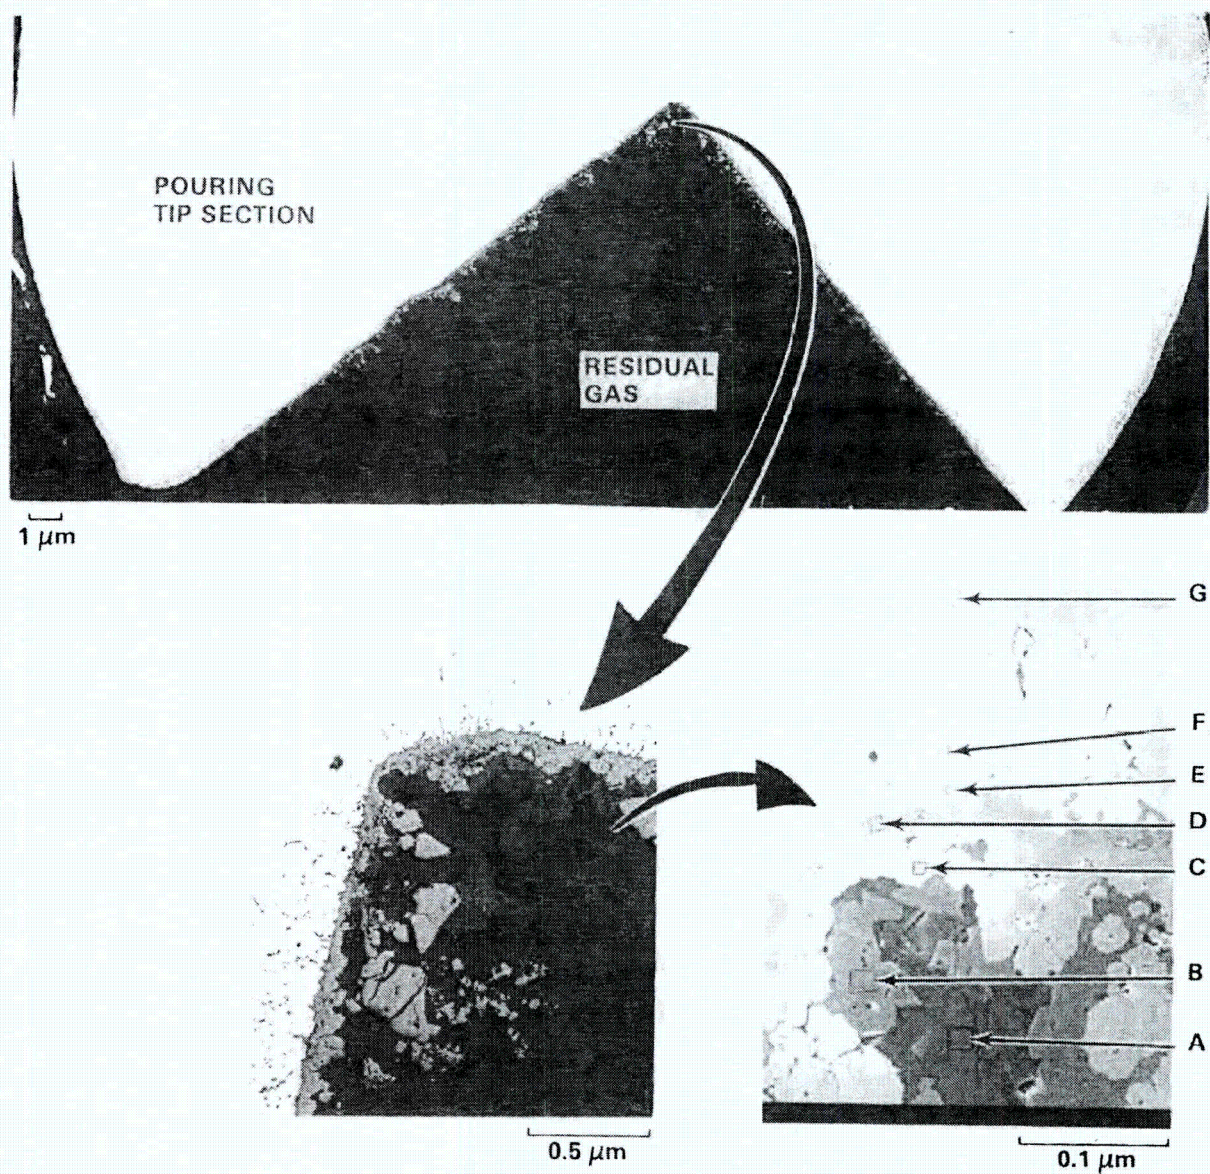 POURING
TIP SECTION
RESIDUAL
GAS
1 μm
G
F
E
D
C
B
A
0.5 μm
0.1 μm